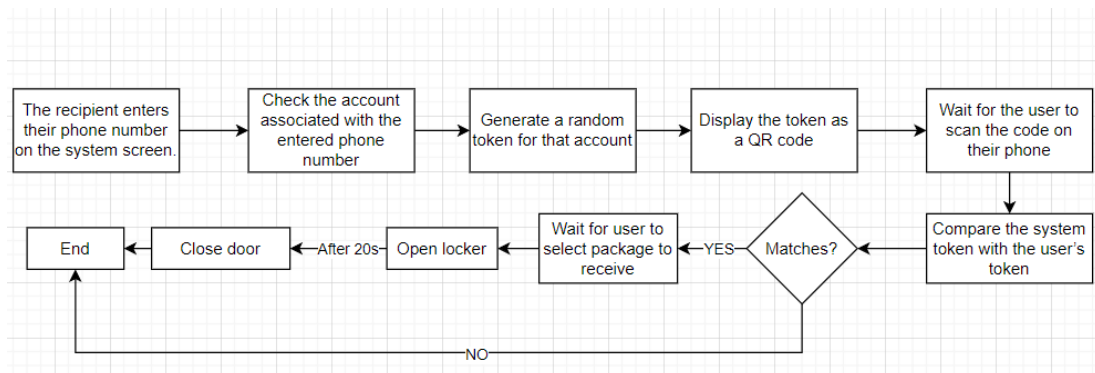 The recipient enters
their phone number
on the system screen.
Check the account
associated with the
entered phone
number
Generate a random
token for that account
Display the token as
a QR code
Wait for the user to
scan the code on
their phone
Compare the system
token with the user's
token
Matches?
YES
Wait for user to
select package to
receive
Open locker
After 20s
Close door
End
NO